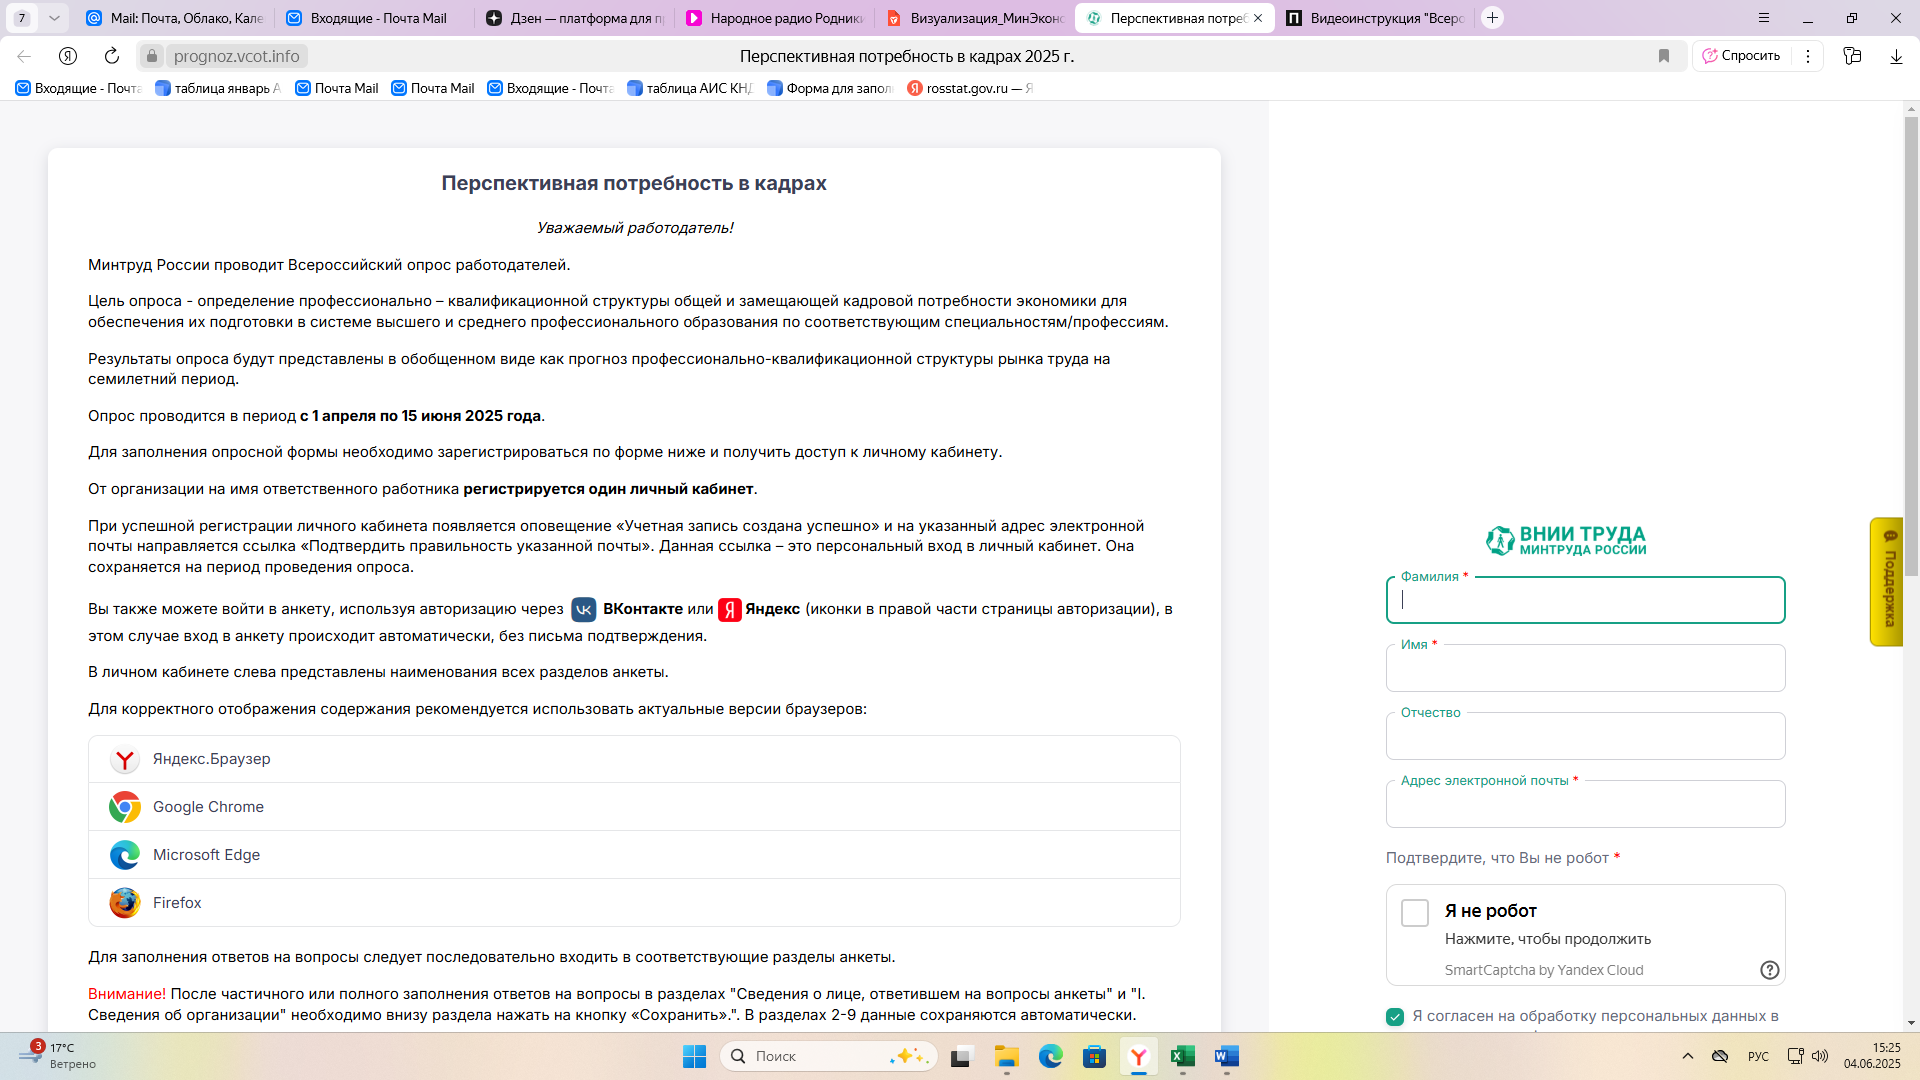 7
Mail: Почта, Облако, Кале
Входящие - Почта Mail
Дзен — платформа для п
Народное радио Родники
Визуализация_МинЭконо
Перспективная потреб
Видеоинструкция "Всеро
prognoz.vcot.info
Перспективная потребность в кадрах 2025 г.
Спросить
Входящие - Почта
таблица январь А
Почта Mail
Почта Mail
Входящие - Почта
таблица АИС КНД
Форма для запол
rosstat.gov.ru — Я
Перспективная потребность в кадрах
Уважаемый работодатель!
Минтруд России проводит Всероссийский опрос работодателей.
Цель опроса - определение профессионально – квалификационной структуры общей и замещающей кадровой потребности экономики для
обеспечения их подготовки в системе высшего и среднего профессионального образования по соответствующим специальностям/профессиям.
Результаты опроса будут представлены в обобщенном виде как прогноз профессионально-квалификационной структуры рынка труда на
семилетний период.
Опрос проводится в период с 1 апреля по 15 июня 2025 года.
Для заполнения опросной формы необходимо зарегистрироваться по форме ниже и получить доступ к личному кабинету.
От организации на имя ответственного работника регистрируется один личный кабинет.
При успешной регистрации личного кабинета появляется оповещение «Учетная запись создана успешно» и на указанный адрес электронной
почты направляется ссылка «Подтвердить правильность указанной почты». Данная ссылка – это персональный вход в личный кабинет. Она
сохраняется на период проведения опроса.
Вы также можете войти в анкету, используя авторизацию через ВКонтакте или Яндекс (иконки в правой части страницы авторизации), в
этом случае вход в анкету происходит автоматически, без письма подтверждения.
В личном кабинете слева представлены наименования всех разделов анкеты.
Для корректного отображения содержания рекомендуется использовать актуальные версии браузеров:
Яндекс.Браузер
Google Chrome
Microsoft Edge
Firefox
Для заполнения ответов на вопросы следует последовательно входить в соответствующие разделы анкеты.
Внимание! После частичного или полного заполнения ответов на вопросы в разделах "Сведения о лице, ответившем на вопросы анкеты" и "I.
Сведения об организации" необходимо внизу раздела нажать на кнопку «Сохранить».". В разделах 2-9 данные сохраняются автоматически.
ВНИИ ТРУДА
МИНТРУДА РОССИИ
Фамилия *
Имя *
Отчество
Адрес электронной почты *
Подтвердите, что Вы не робот *
Я не робот
Нажмите, чтобы продолжить
SmartCaptcha by Yandex Cloud
Я согласен на обработку персональных данных в
Поддержка
3
17°C
Ветрено
Поиск
РУС
15:25
04.06.2025